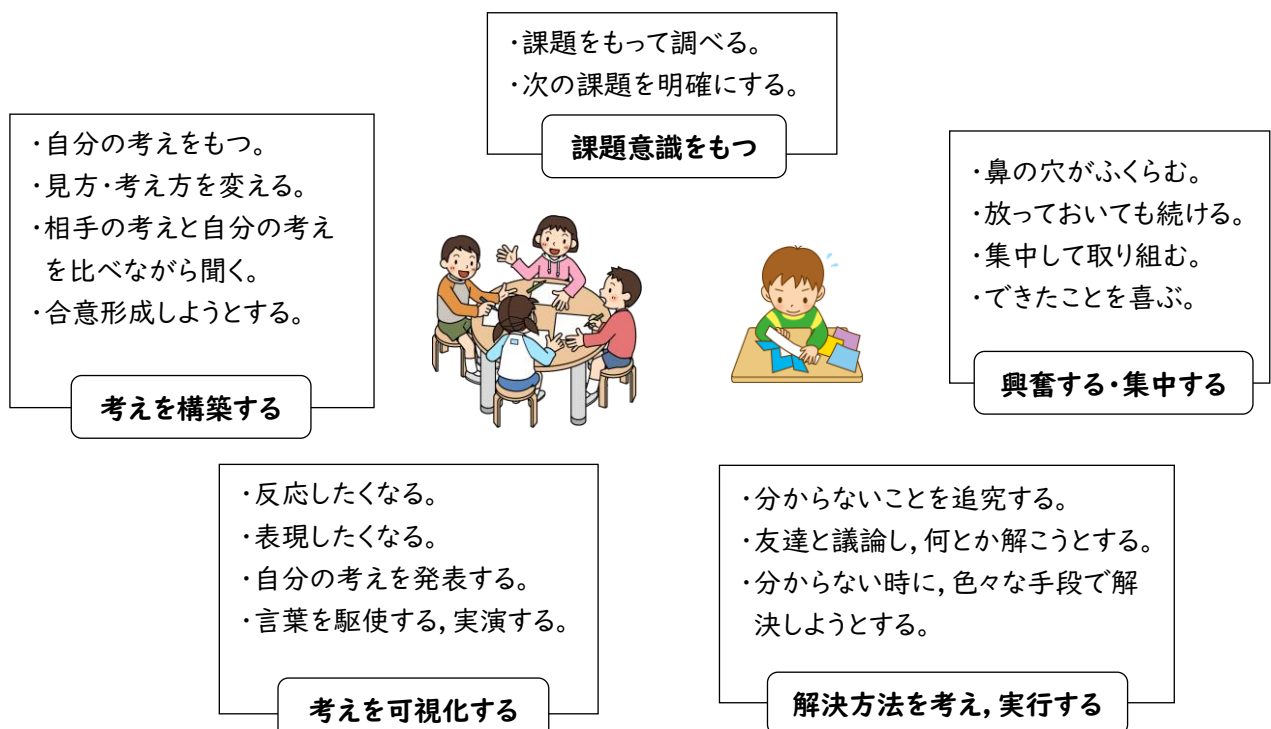 ・課題をもって調べる。
・次の課題を明確にする。
課題意識をもつ
・自分の考えをもつ。
・見方・考え方を変える。
・相手の考えと自分の考え
を比べながら聞く。
・合意形成しようとする。
考えを構築する
・鼻の穴がふくらむ。
・放っておいても続ける。
・集中して取り組む。
・できたことを喜ぶ。
興奮する・集中する
・反応したくなる。
・表現したくなる。
・自分の考えを発表する。
・言葉を駆使する,実演する。
考えを可視化する
・分からないことを追究する。
・友達と議論し,何とか解こうとする。
・分からない時に,色々な手段で解
決しようとする。
解決方法を考え,実行する